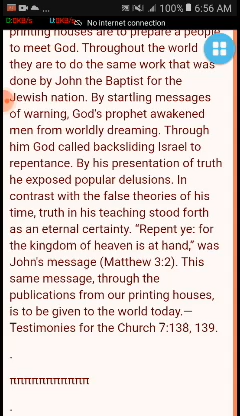 O:0KB/s U:0KB/s 100% 6:56 AM
No internet connection
printing houses are to prepare a people
to meet God. Throughout the world
they are to do the same work that was
done by John the Baptist for the
Jewish nation. By startling messages
of warning, God's prophet awakened
men from worldly dreaming. Through
him God called backsliding Israel to
repentance. By his presentation of truth
he exposed popular delusions. In
contrast with the false theories of his
time, truth in his teaching stood forth
as an eternal certainty. “Repent ye: for
the kingdom of heaven is at hand,” was
John's message (Matthew 3:2). This
same message, through the
publications from our printing houses,
is to be given to the world today.—
Testimonies for the Church 7:138, 139.
.
πππππππππππ
.